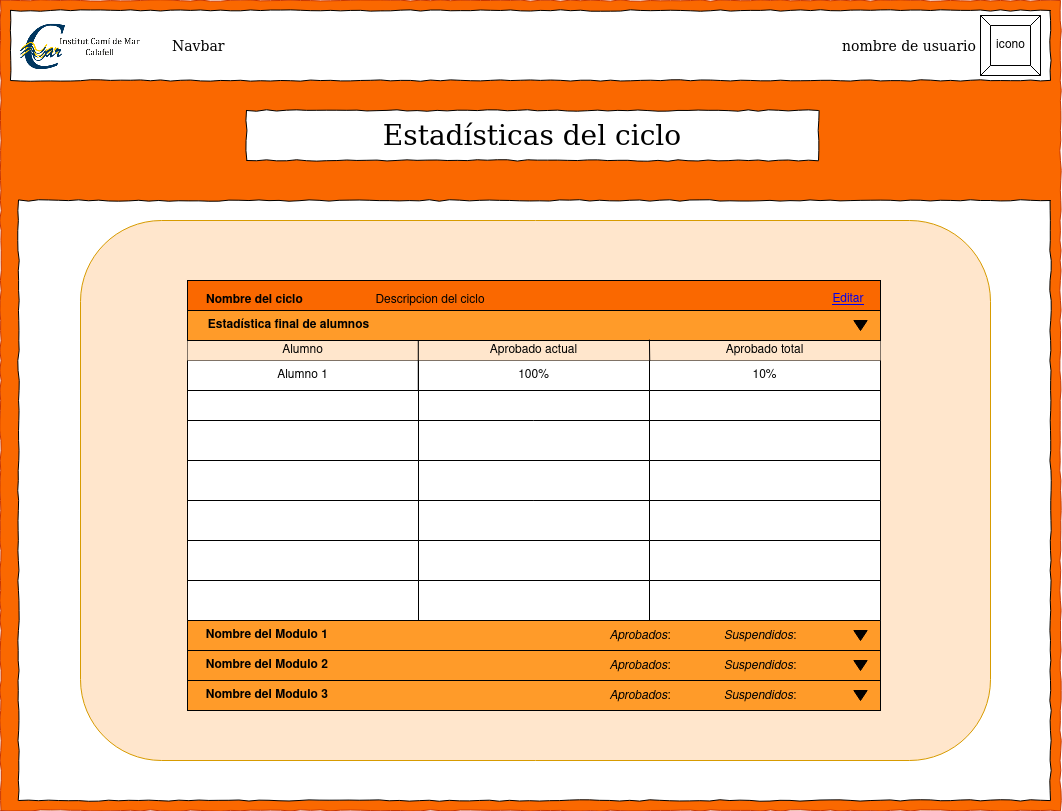 Institut Camí de Mar
Calafell
Mar
Navbar
nombre de usuario
icono
Estadísticas del ciclo
Nombre del ciclo Descripcion del ciclo Editar
Estadística final de alumnos
Alumno Aprobado actual Aprobado total
Alumno 1 100% 10%
Nombre del Modulo 1 Aprobados: Suspendidos:
Nombre del Modulo 2 Aprobados: Suspendidos:
Nombre del Modulo 3 Aprobados: Suspendidos: